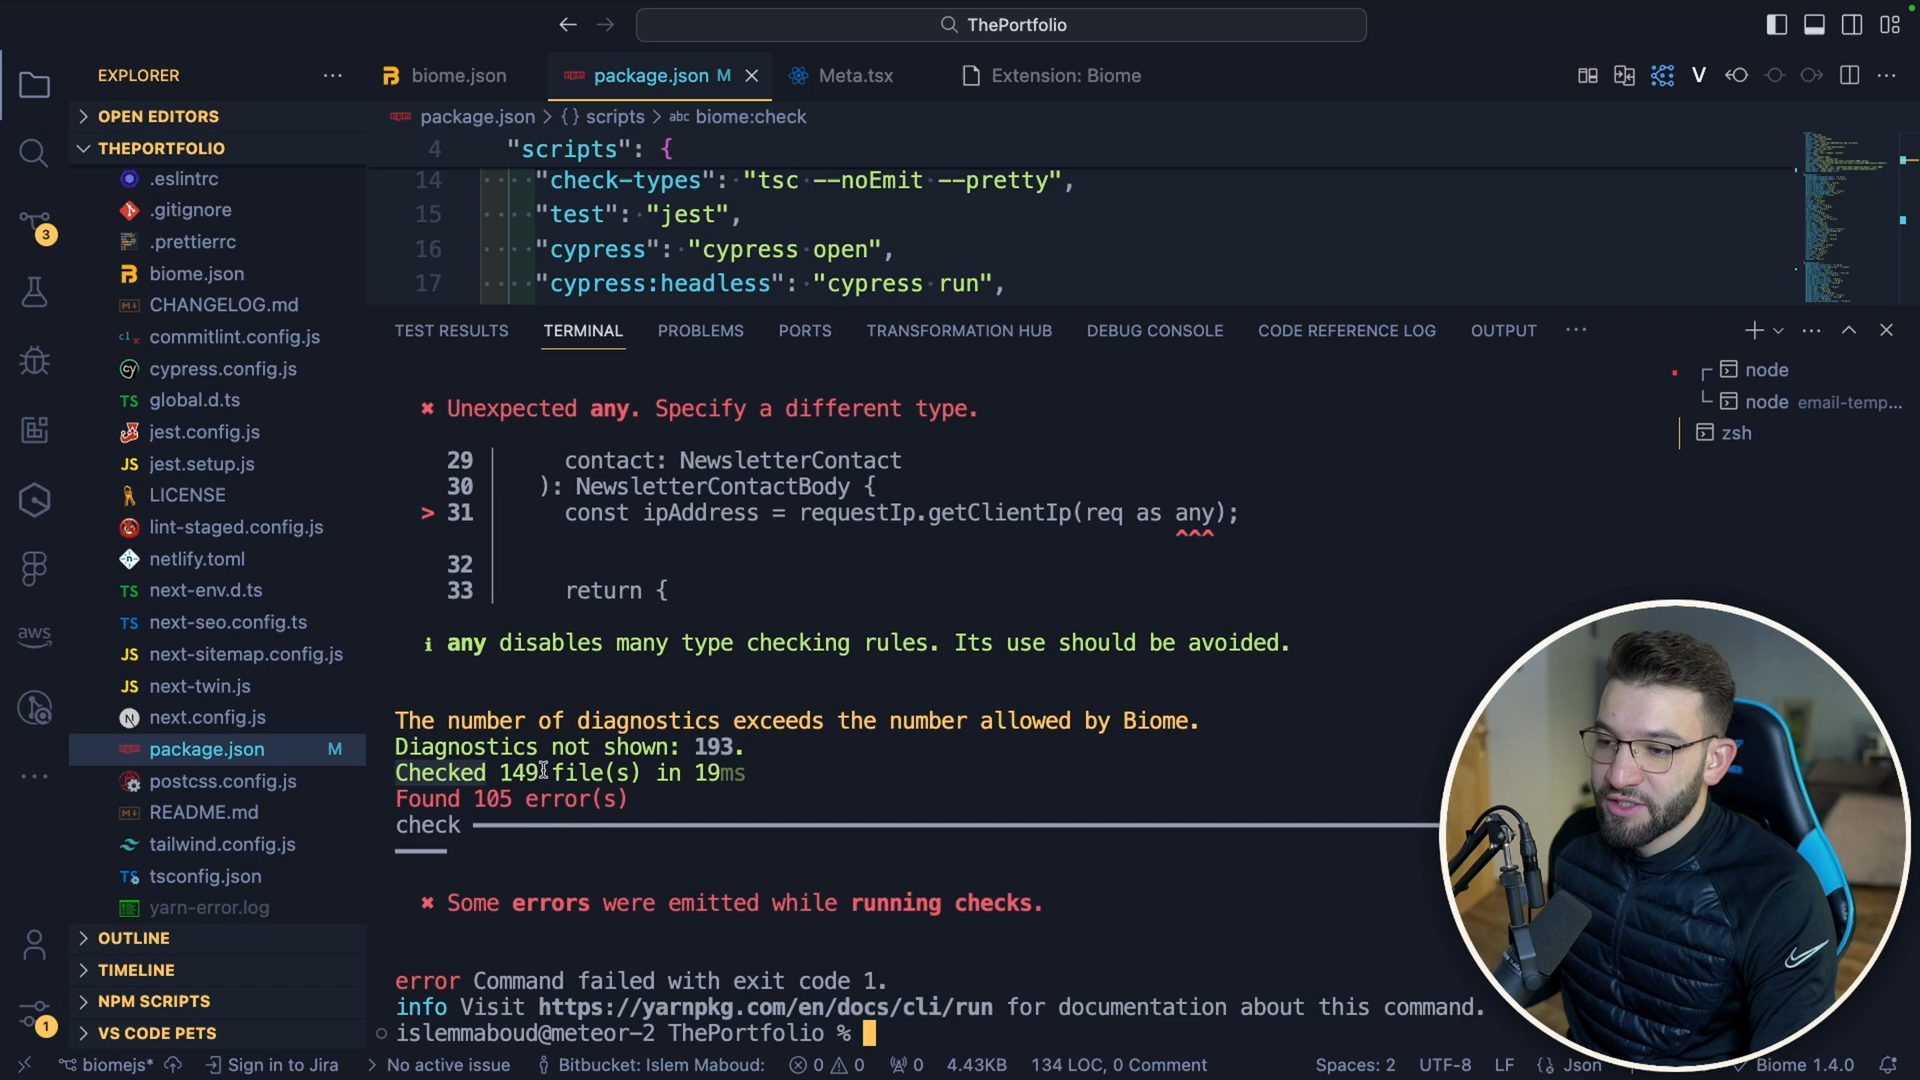 ThePortfolio
EXPLORER
OPEN EDITORS
THEPORTFOLIO
.eslintrc
.gitignore
.prettierrc
biome.json
CHANGELOG.md
commitlint.config.js
cypress.config.js
global.d.ts
jest.config.js
jest.setup.js
LICENSE
lint-staged.config.js
netlify.toml
next-env.d.ts
next-seo.config.ts
next-sitemap.config.js
next-twin.js
next.config.js
package.json M
postcss.config.js
README.md
tailwind.config.js
tsconfig.json
yarn-error.log
OUTLINE
TIMELINE
NPM SCRIPTS
VS CODE PETS
3
aws
1
biome.json
package.json M
Meta.tsx
Extension: Biome
package.json > {} scripts > abc biome:check
4 "scripts": {
14 "check-types": "tsc --noEmit --pretty",
15 "test": "jest",
16 "cypress": "cypress open",
17 "cypress:headless": "cypress run",
TEST RESULTS TERMINAL PROBLEMS PORTS TRANSFORMATION HUB DEBUG CONSOLE CODE REFERENCE LOG OUTPUT
✖ Unexpected any. Specify a different type.
29 contact: NewsletterContact
30 ): NewsletterContactBody {
> 31 const ipAddress = requestIp.getClientIp(req as any);
^^^
32
33 return {
i any disables many type checking rules. Its use should be avoided.
The number of diagnostics exceeds the number allowed by Biome.
Diagnostics not shown: 193.
Checked 149 file(s) in 19ms
Found 105 error(s)
check
✖ Some errors were emitted while running checks.
error Command failed with exit code 1.
info Visit https://yarnpkg.com/en/docs/cli/run for documentation about this command.
islemmaboud@meteor-2 ThePortfolio %
node
node email-temp...
zsh
biomejs* Sign in to Jira No active issue Bitbucket: Islem Maboud: 0 0 0 4.43KB 134 LOC, 0 Comment Spaces: 2 UTF-8 LF {} Json Biome 1.4.0